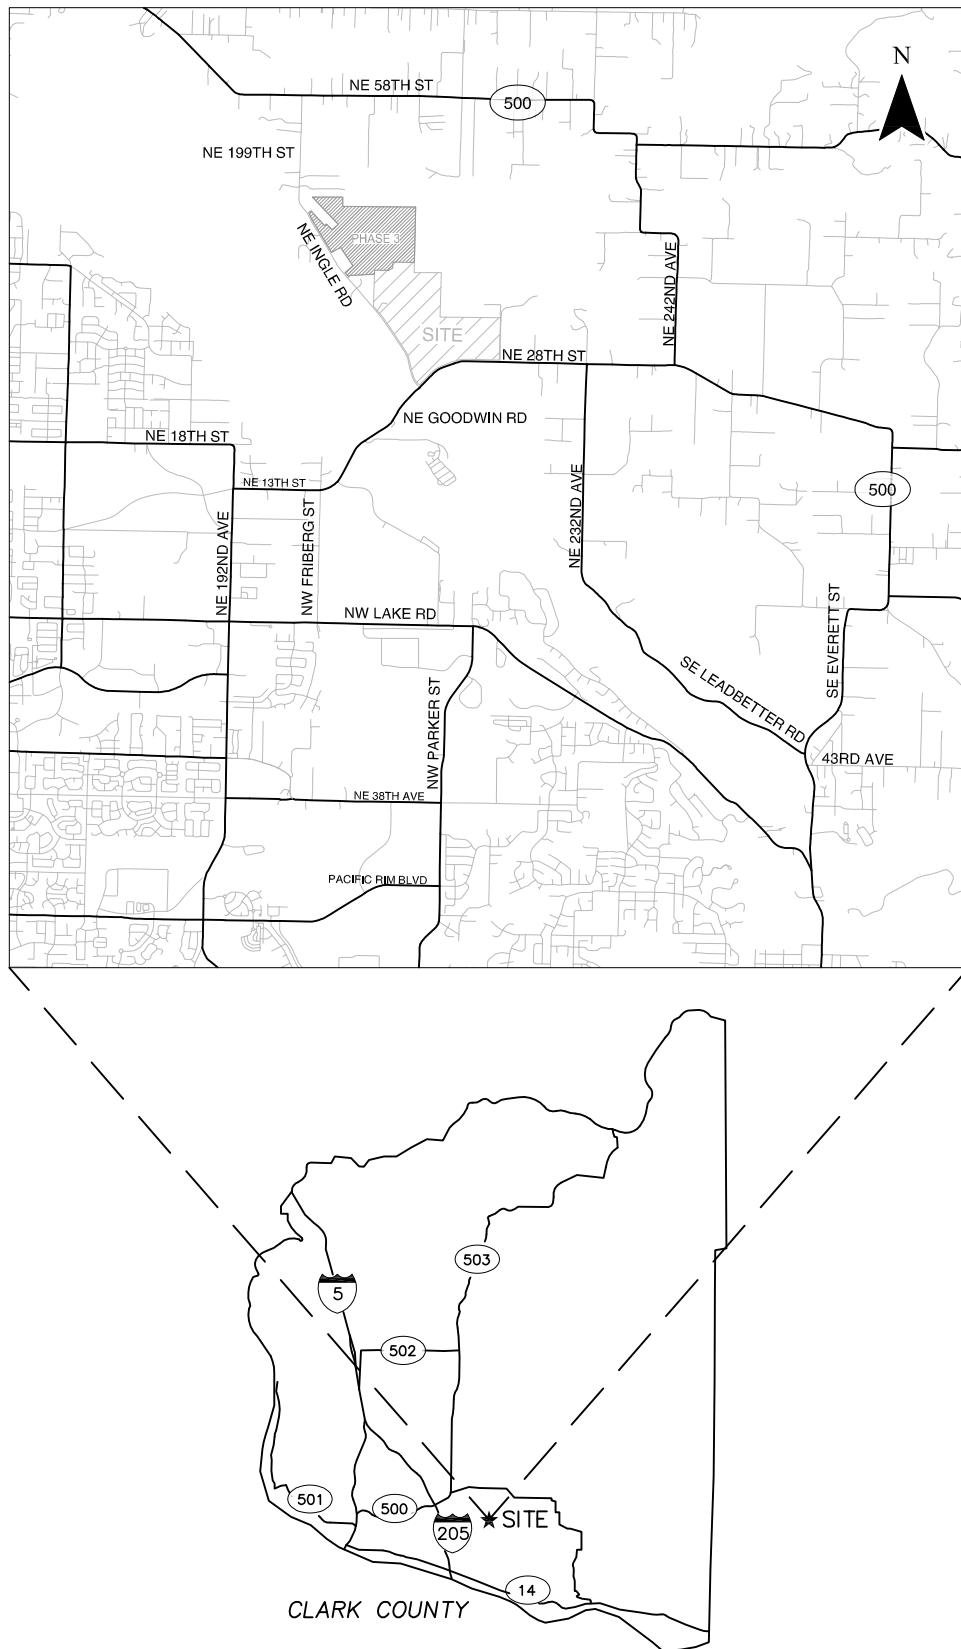 N
NE 58TH ST
500
NE 199TH ST
PHASE 3
NE INGLE RD
NE 242ND AVE
SITE
NE 28TH ST
NE GOODWIN RD
NE 18TH ST
NE 13TH ST
500
NE 232ND AVE
NE 192ND AVE
NW FRIBERG ST
NW LAKE RD
SE EVERETT ST
SE LEADBETTER RD
NW PARKER ST
43RD AVE
NE 38TH AVE
PACIFIC RIM BLVD
503
5
502
501
500
205
SITE
14
CLARK COUNTY